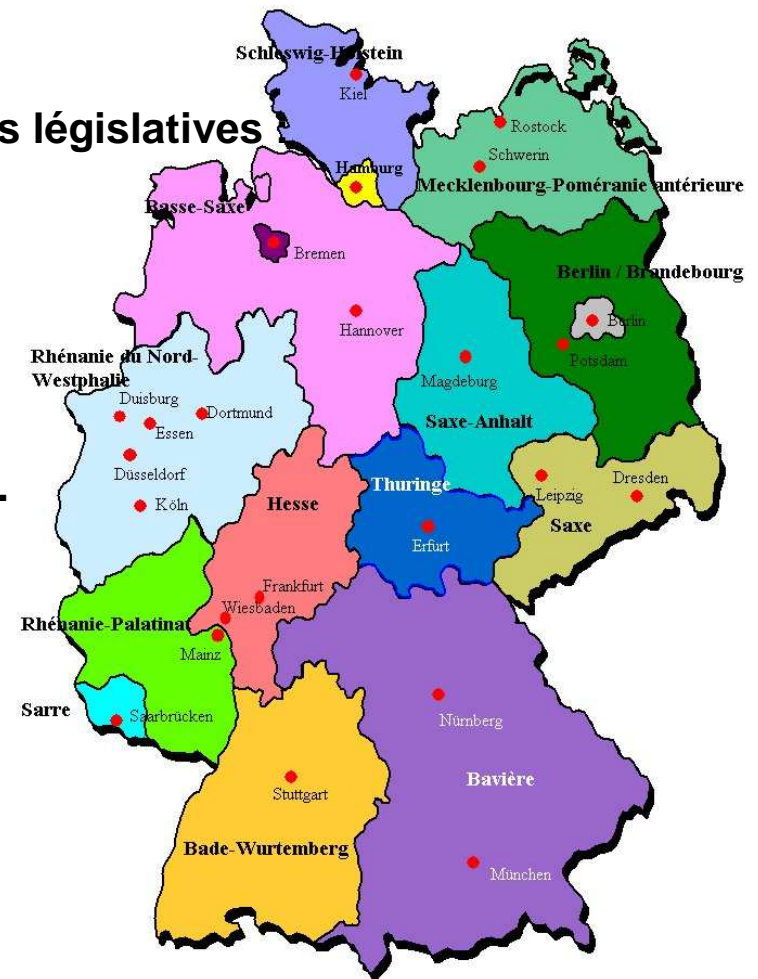 Schleswig-Holstein
Kiel
s législatives
Rostock
Schwerin
Hamburg
Mecklenbourg-Poméranie antérieure
Basse-Saxe
Bremen
Berlin / Brandebourg
Hannover
Berlin
Potsdam
Rhénanie du Nord-
Westphalie
Magdeburg
Duisburg
Dortmund
Essen
Saxe-Anhalt
Düsseldorf
Thuringe
Leipzig
Dresden
Köln
Hesse
Saxe
Erfurt
.
Frankfurt
Wiesbaden
Rhénanie-Palatinat
Mainz
Sarre
Saarbrücken
Nürnberg
Bavière
Stuttgart
Bade-Wurtemberg
München